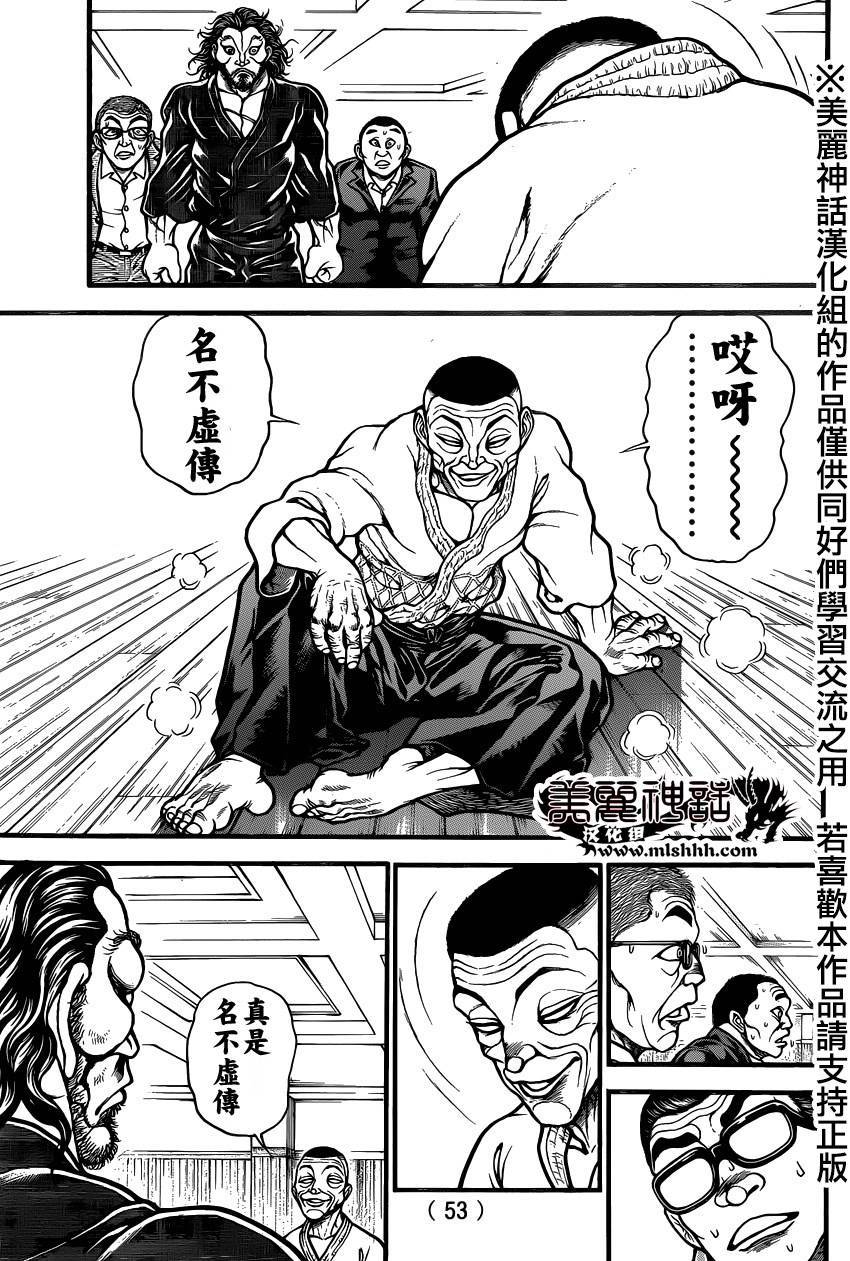 ※美麗神話漢化組的作品僅供同好們學習交流之用—若喜歡本作品請支持正版—
哎呀～～～………………
名不虛傳
美麗神話
漢化組
www.mlshhh.com
真是
名不虛傳
(53)